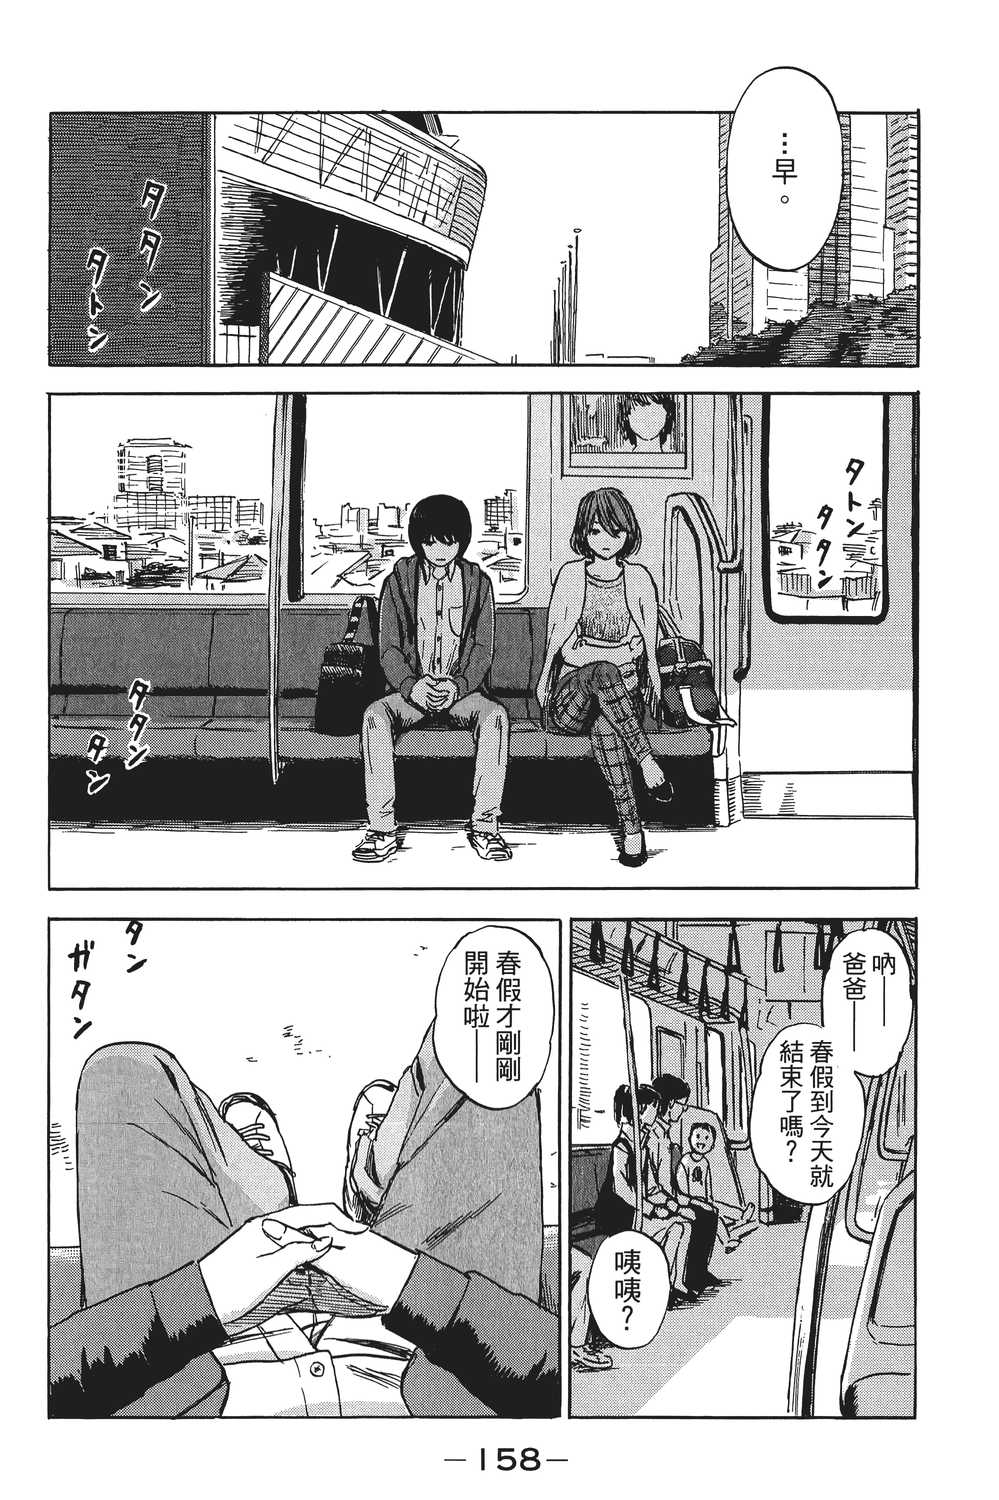 …早。
タタン
タトン
タトン
タタン
タタン
タン
吶—
爸爸—
春假到今天就
結束了嗎？
咦咦？
春假才剛剛
開始啦—
タン
ガタン
—158—